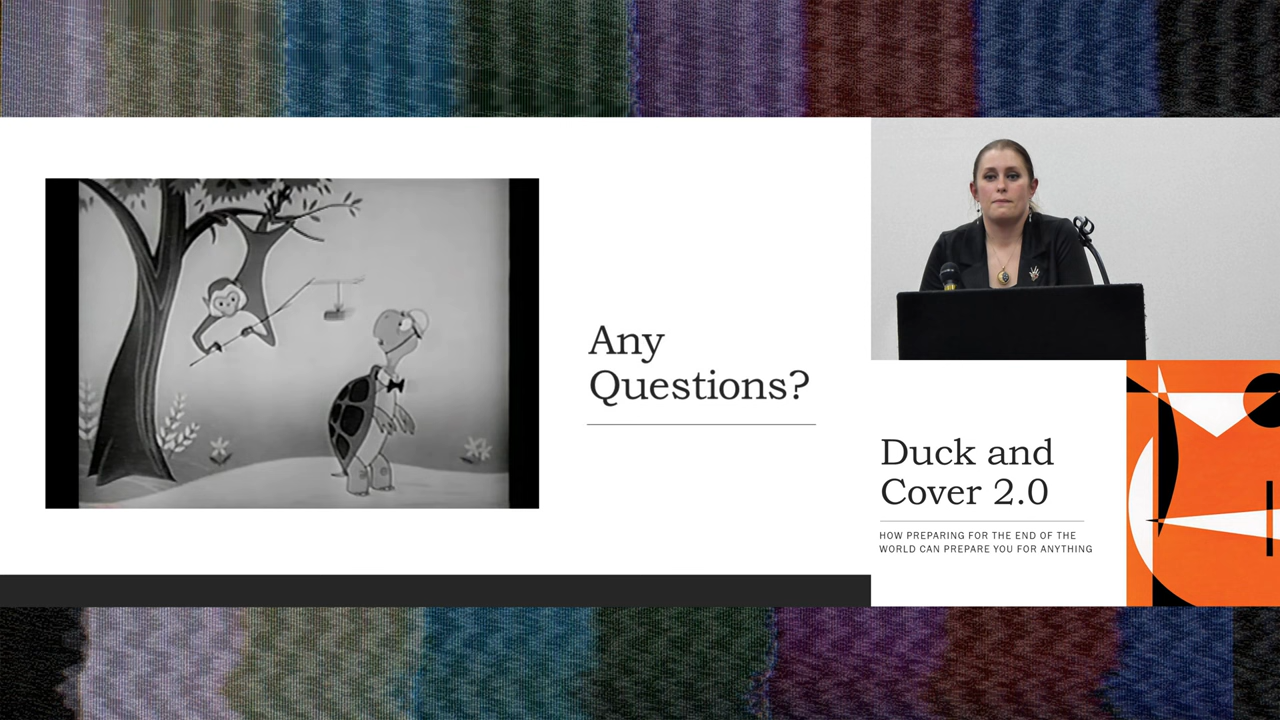 Any
Questions?
Duck and
Cover 2.0
HOW PREPARING FOR THE END OF THE
WORLD CAN PREPARE YOU FOR ANYTHING